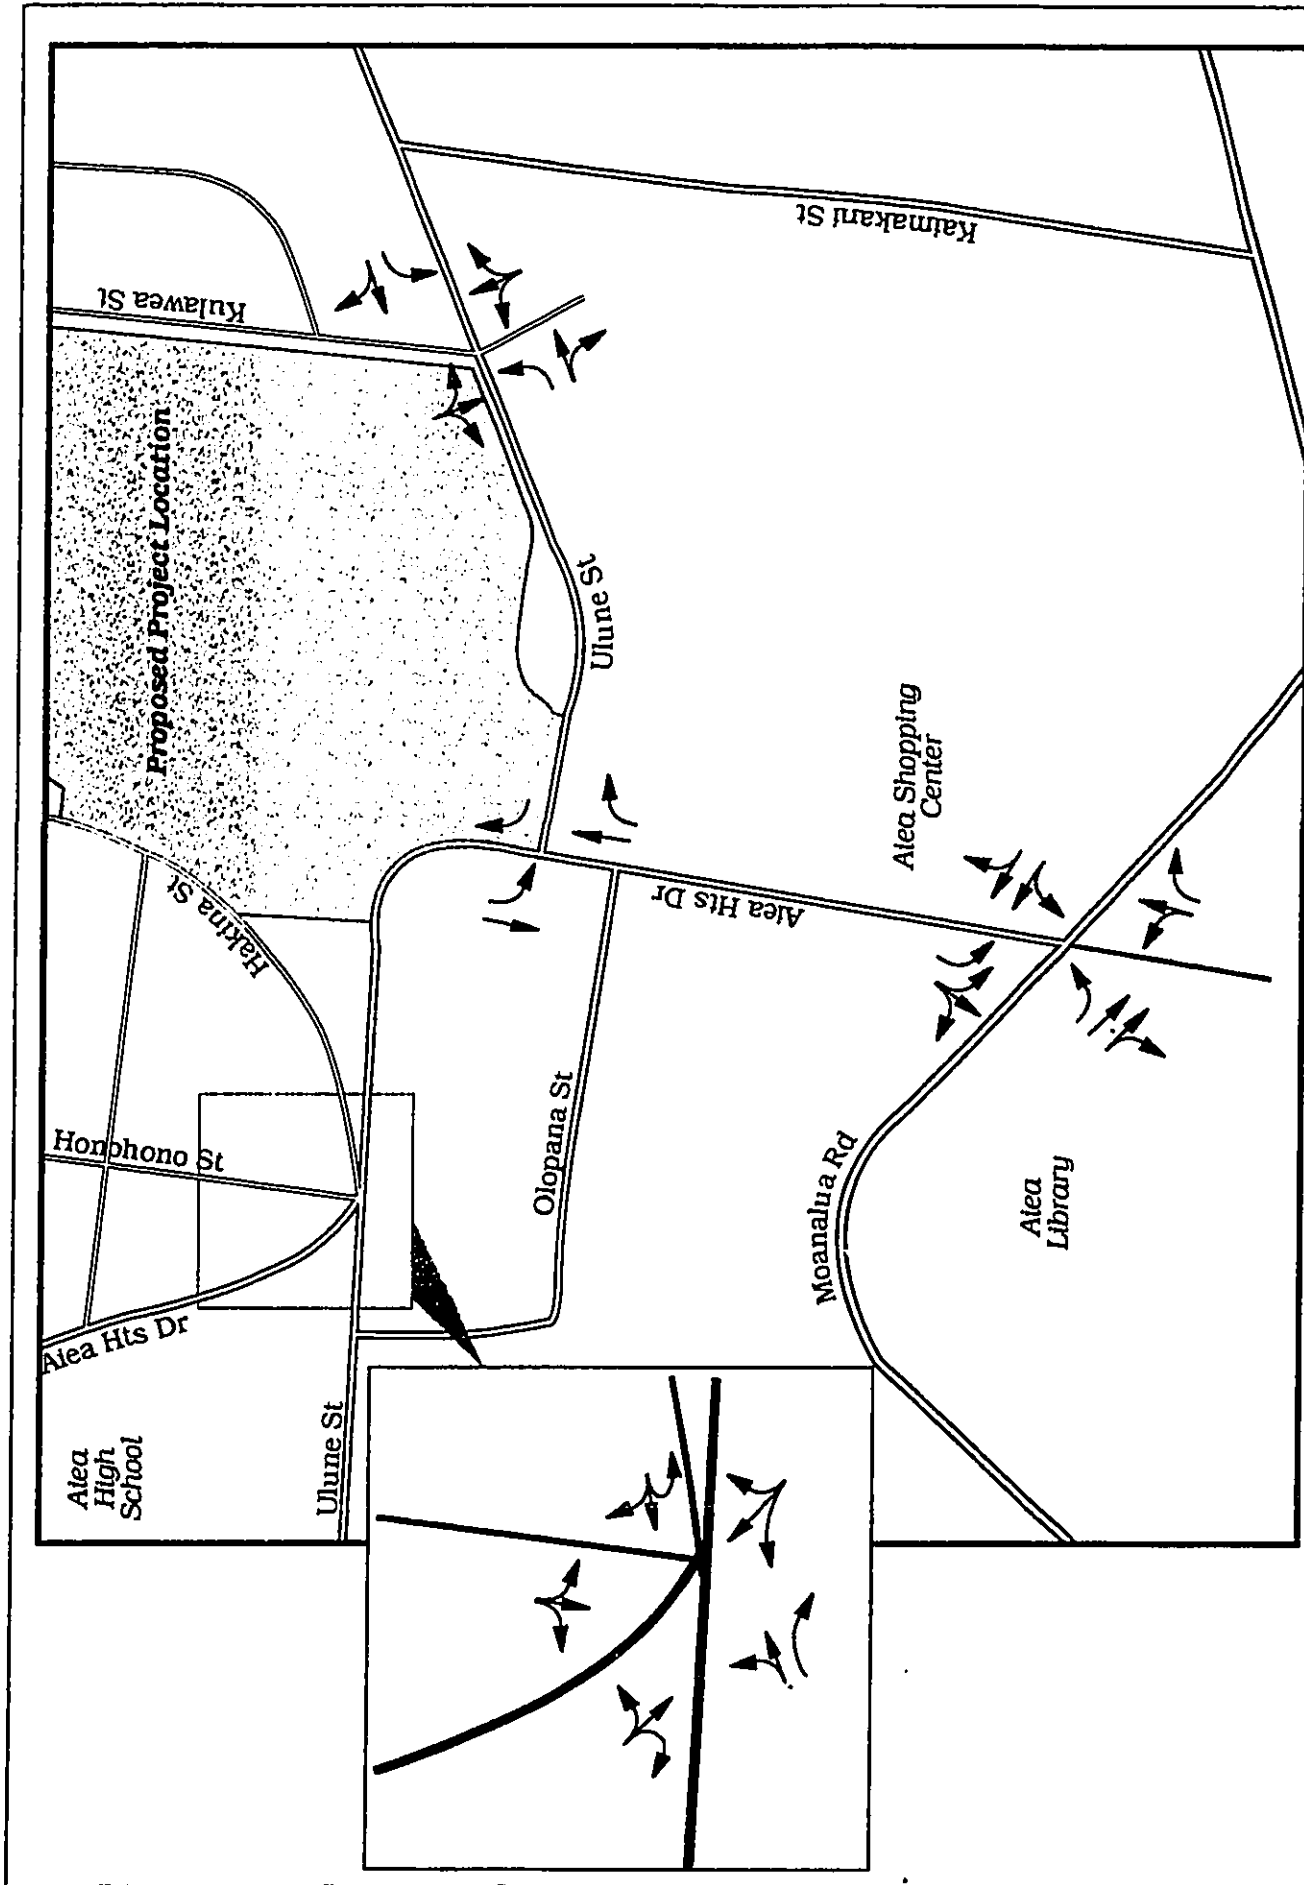 Kaimakani St
Kulawea St
Proposed Project Location
Ulune St
Hakina St
Aiea Shopping
Center
Aiea Hts Dr
Honohono St
Olopana St
Moanalua Rd
Aiea
Library
Aiea Hts Dr
Aiea
High
School
Ulune St